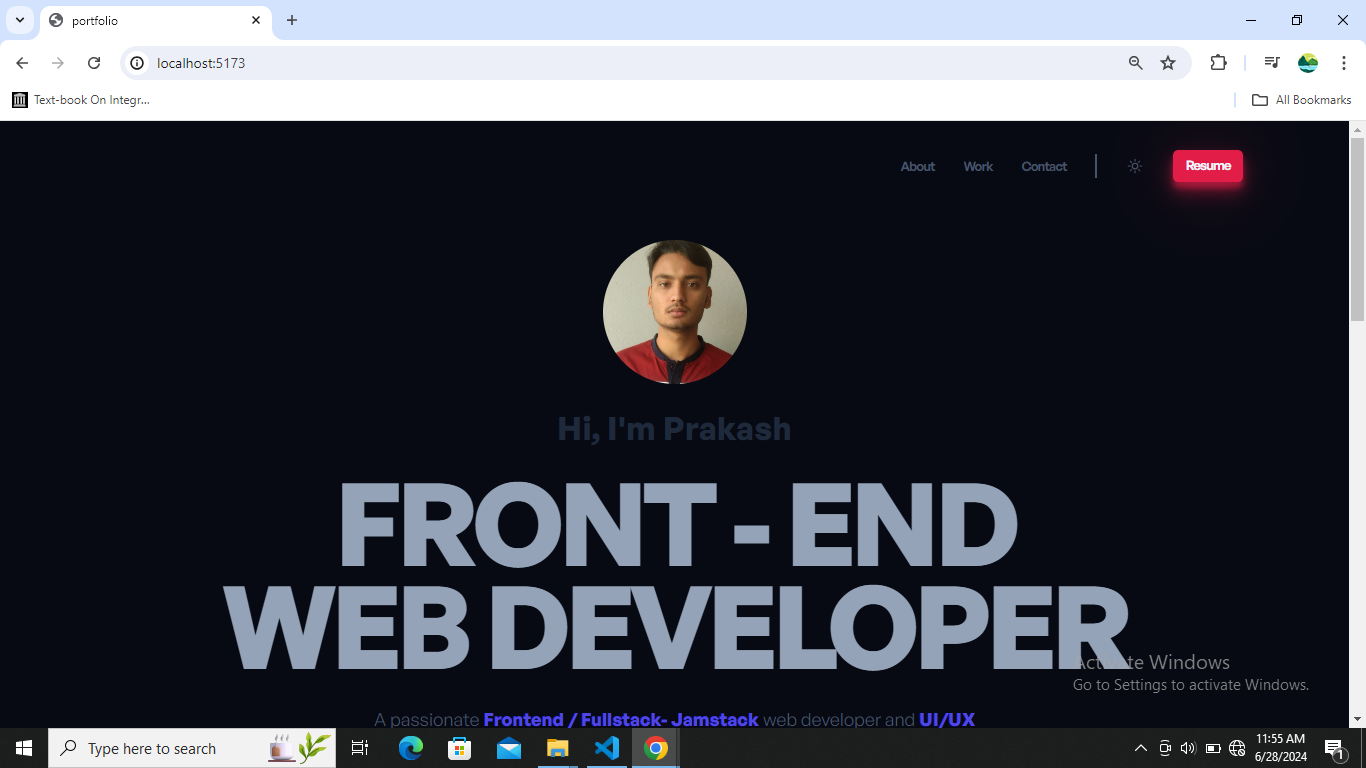 portfolio
localhost:5173
Text-book On Integr...
All Bookmarks
About Work Contact Resume
Hi, I'm Prakash
FRONT - END
WEB DEVELOPER
Activate Windows
Go to Settings to activate Windows.
A passionate Frontend / Fullstack- Jamstack web developer and UI/UX
Type here to search
11:55 AM
6/28/2024
1